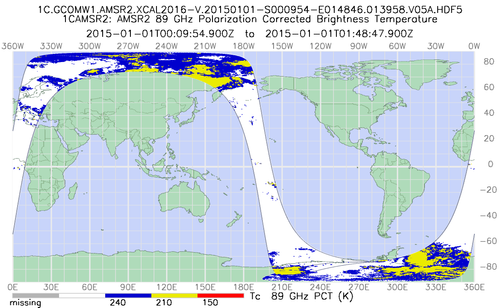 1C.GCOMW1.AMSR2.XCAL2016-V.20150101-S000954-E014846.013958.V05A.HDF5
1CAMSR2: AMSR2 89 GHz Polarization Corrected Brightness Temperature
2015-01-01T00:09:54.900Z to 2015-01-01T01:48:47.900Z
360W 330W 300W 270W 240W 210W 180W 150W 120W 90W 60W 30W 0W
80
60
40
20
0
-20
-40
-60
-80
0E 30E 60E 90E 120E 150E 180E 210E 240E 270E 300E 330E 360E
missing 240 210 150 Tc 89 GHz PCT (K)